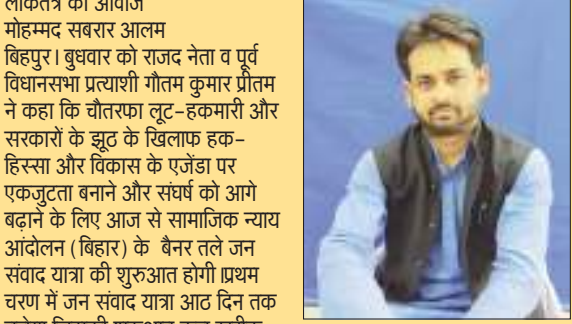 लोकतंत्र की आवाज
मोहम्मद सबरार आलम
बिहपुर। बुधवार को राजद नेता व पूर्व
विधानसभा प्रत्याशी गौतम कुमार प्रीतम
ने कहा कि चौतरफा लूट-हकमारी और
सरकारों के झूठ के खिलाफ हक-
हिस्सा और विकास के एजेंडा पर
एकजुटता बनाने और संघर्ष को आगे
बढ़ाने के लिए आज से सामाजिक न्याय
आंदोलन (बिहार) के बैनर तले जन
संवाद यात्रा की शुरुआत होगी।प्रथम
चरण में जन संवाद यात्रा आठ दिन तक